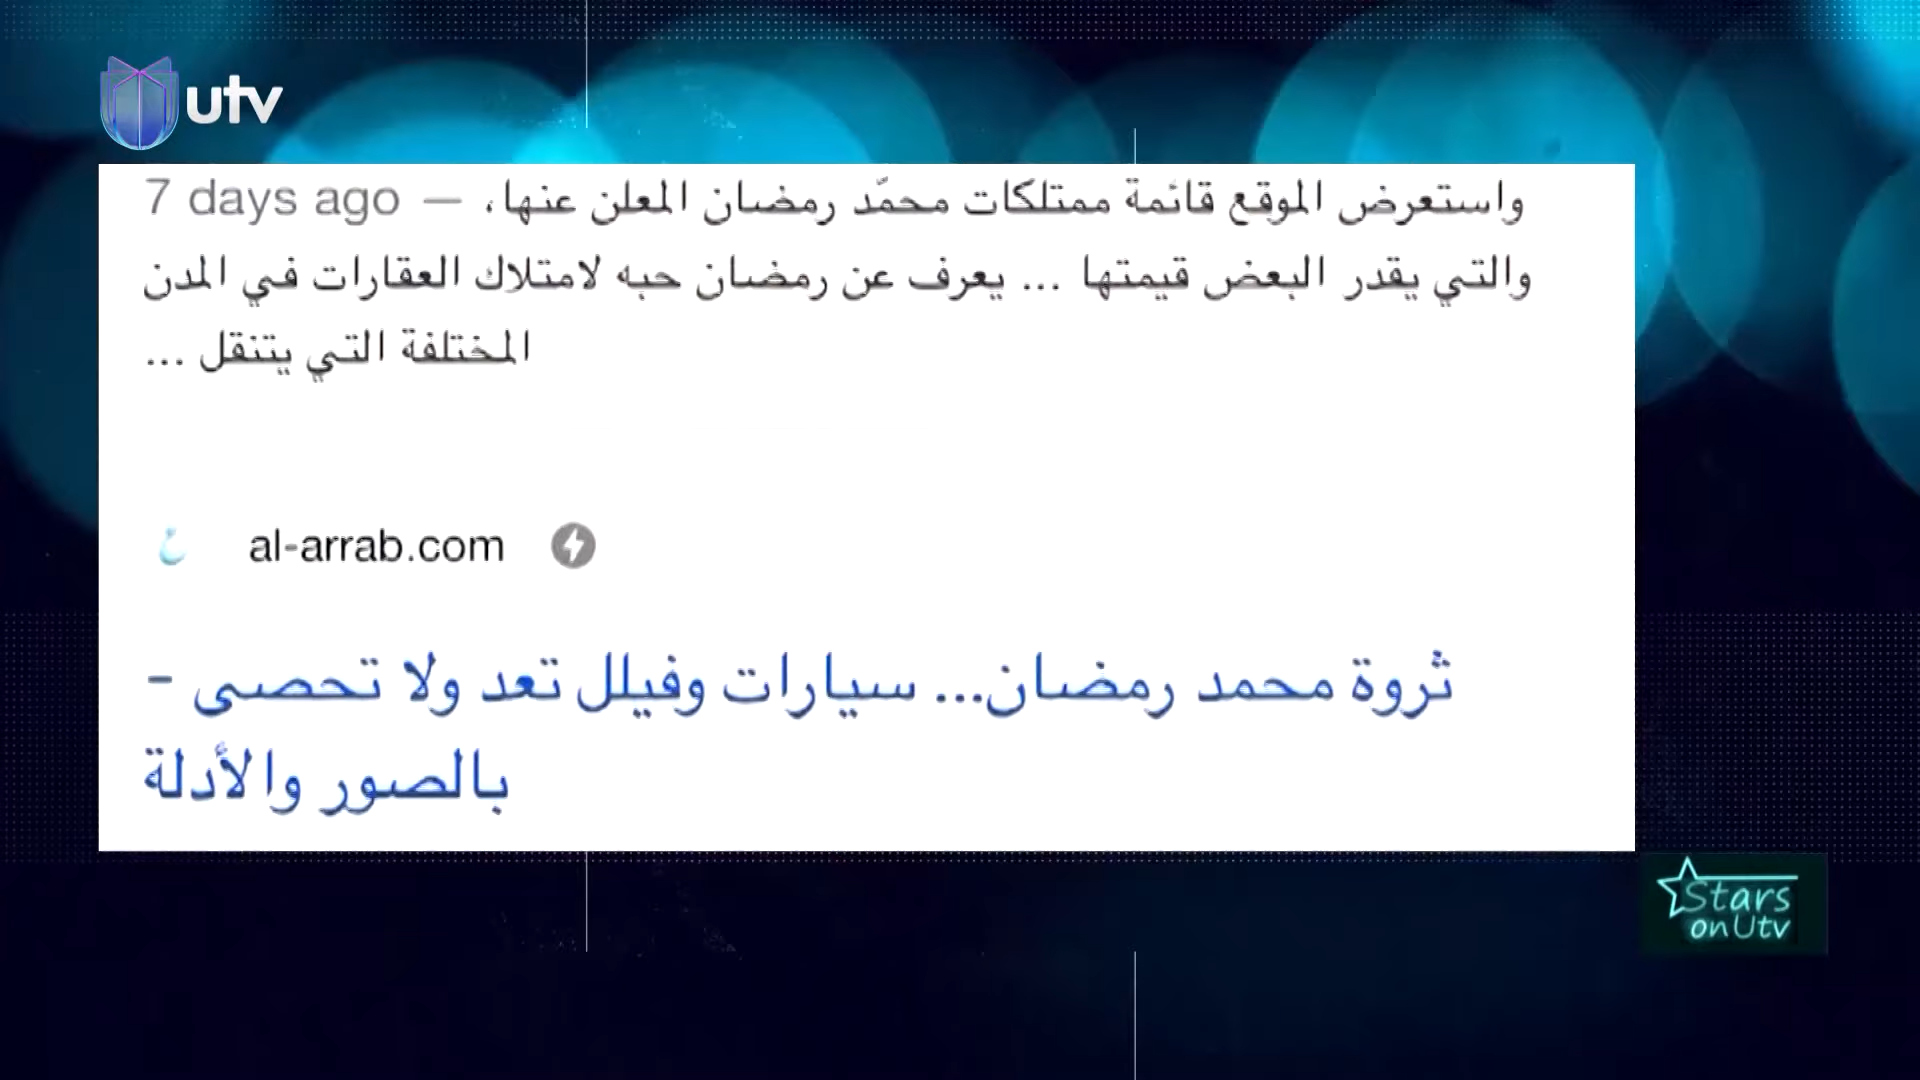 utv
7 days ago — واستعرض الموقع قائمة ممتلكات محمّد رمضان المعلن عنها،
والتي يقدر البعض قيمتها ... يعرف عن رمضان حبه لامتلاك العقارات في المدن
المختلفة التي يتنقل ...
al-arrab.com
ثروة محمد رمضان... سيارات وفيلل تعد ولا تحصى -
بالصور والأدلة
Stars
on Utv